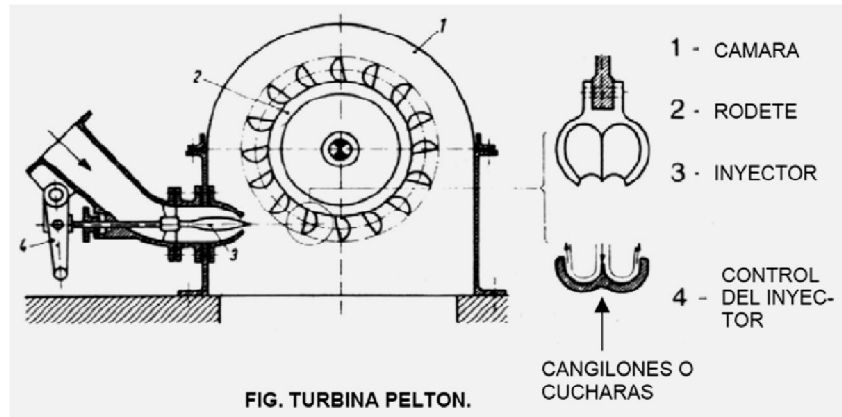 1
2
3
4
1 - CAMARA
2 - RODETE
3 - INYECTOR
4 - CONTROL
DEL INYEC-
TOR
CANGILONES O
CUCHARAS
FIG. TURBINA PELTON.